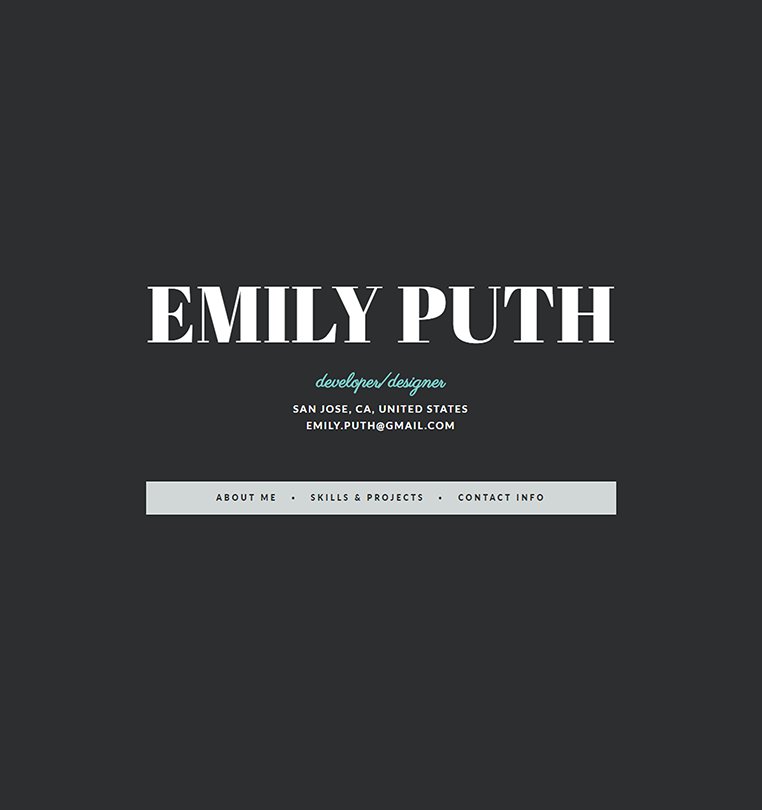 EMILY PUTH
developer/designer
SAN JOSE, CA, UNITED STATES
EMILY.PUTH@GMAIL.COM
ABOUT ME • SKILLS & PROJECTS • CONTACT INFO